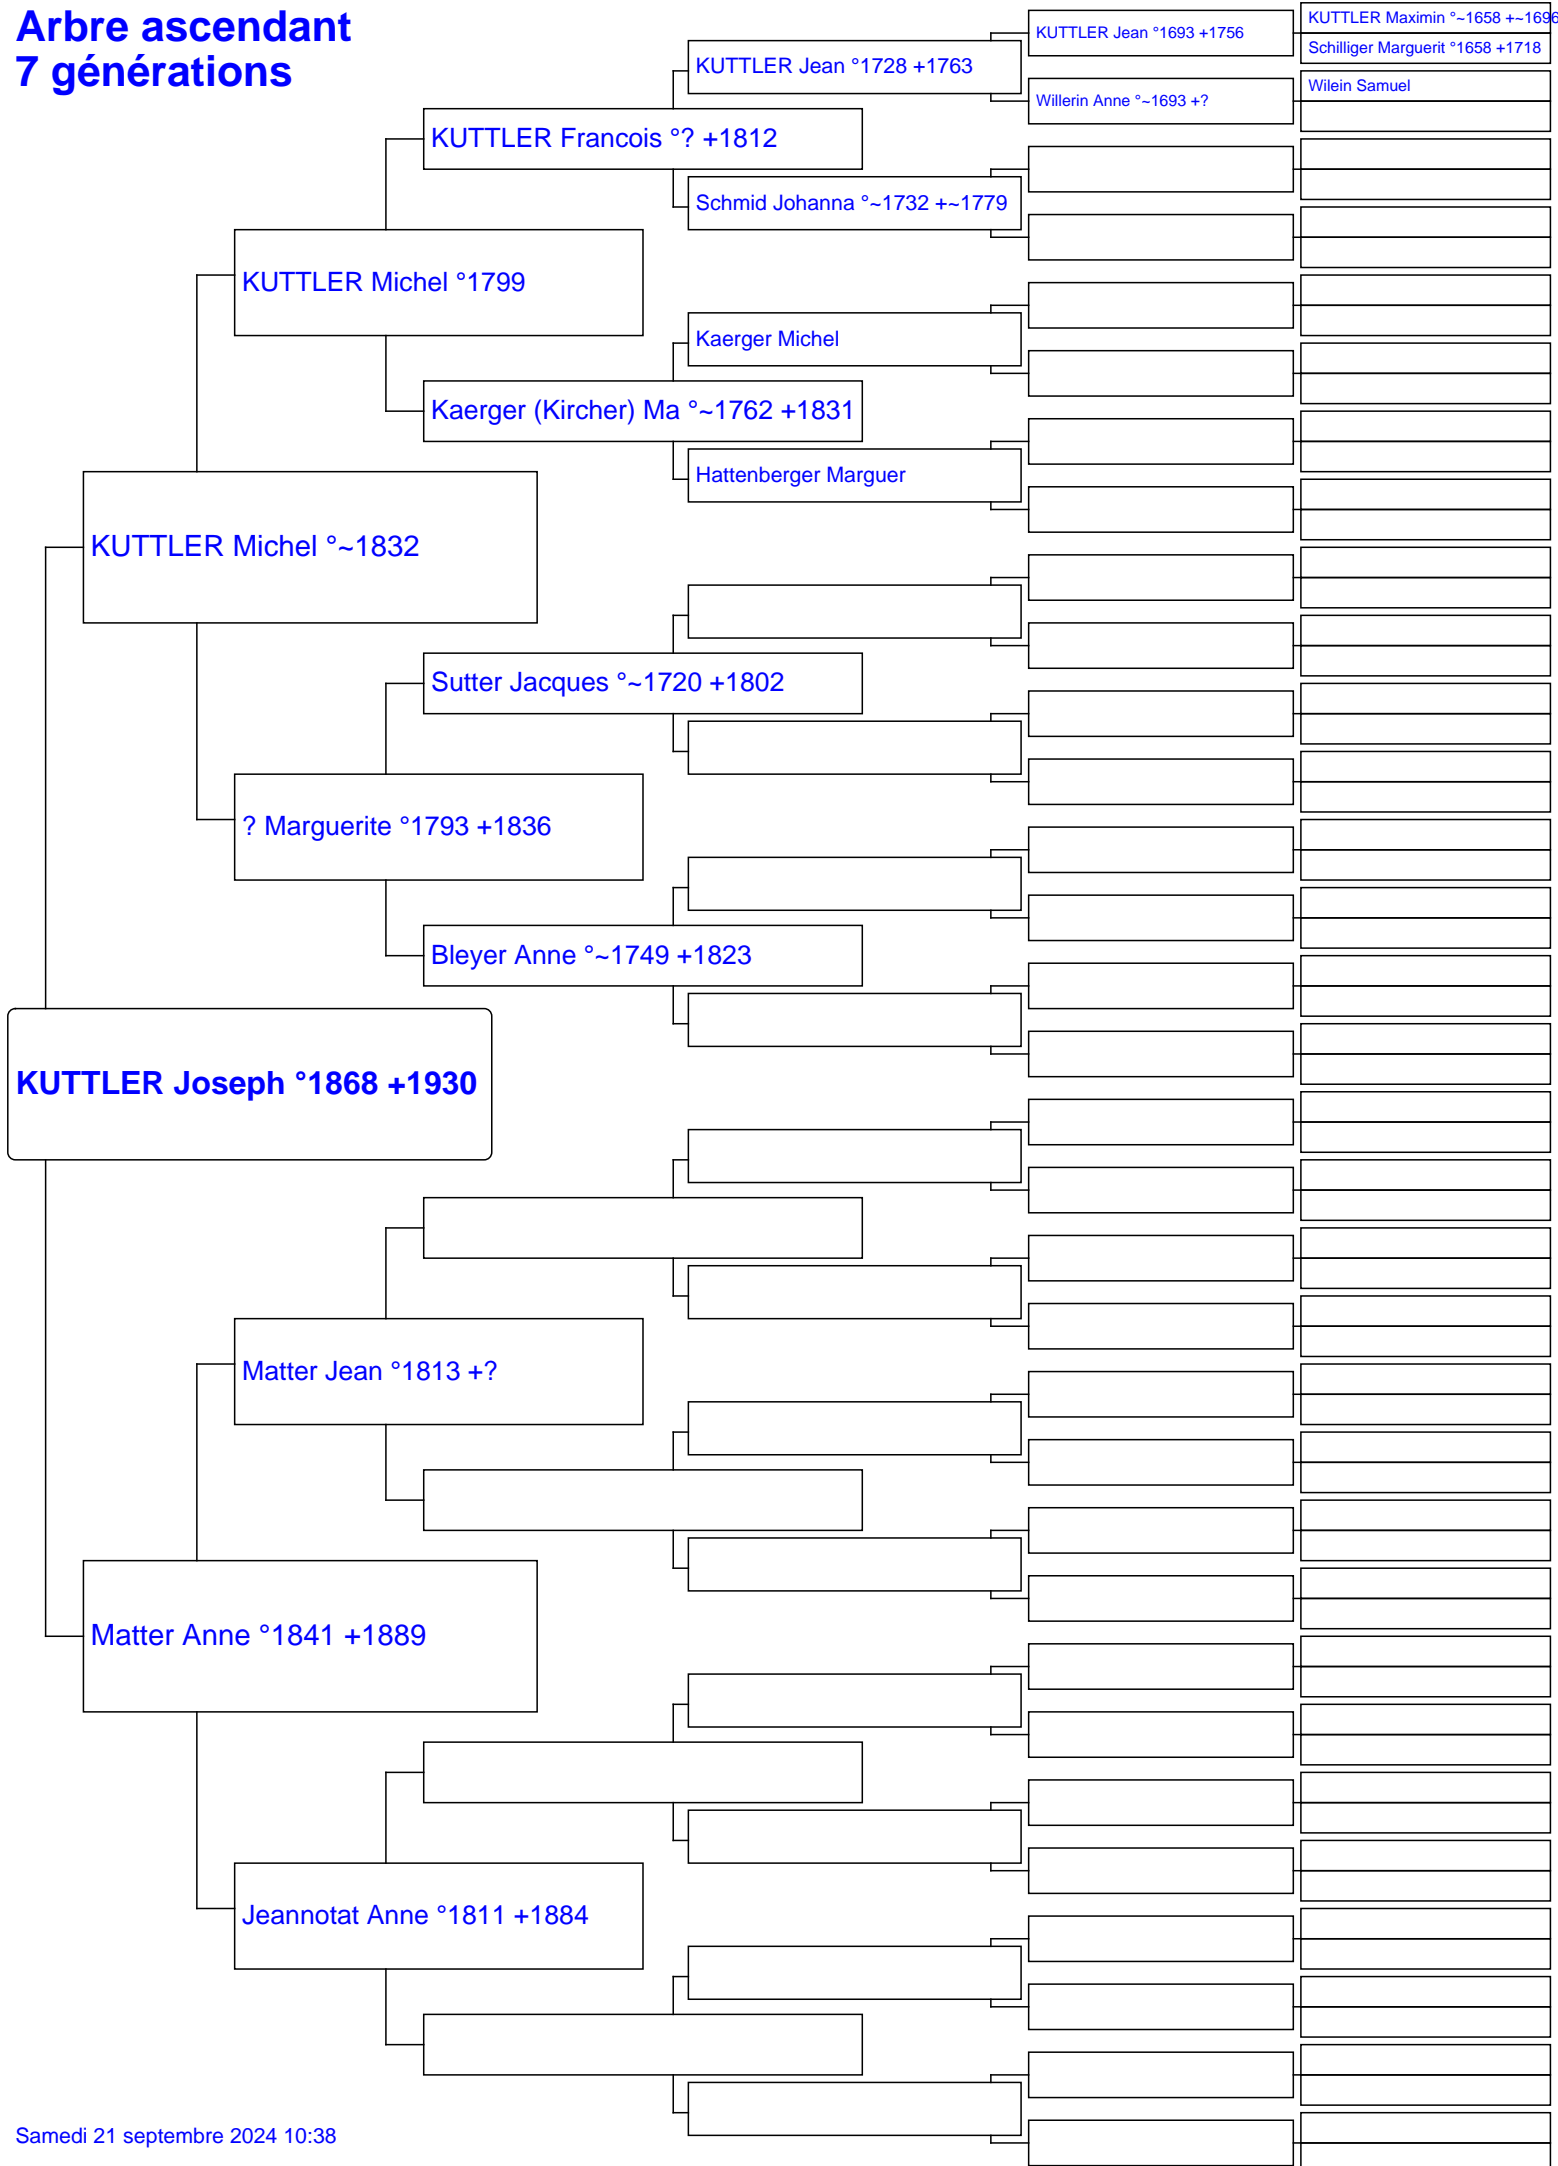 Arbre ascendant
7 générations
KUTTLER Maximin °~1658 +~1696
KUTTLER Jean °1693 +1756
Schilliger Marguerit °1658 +1718
KUTTLER Jean °1728 +1763
Wilein Samuel
Willerin Anne °~1693 +?
KUTTLER Francois °? +1812
Schmid Johanna °~1732 +~1779
KUTTLER Michel °1799
Kaerger Michel
Kaerger (Kircher) Ma °~1762 +1831
Hattenberger Marguer
KUTTLER Michel °~1832
Sutter Jacques °~1720 +1802
? Marguerite °1793 +1836
Bleyer Anne °~1749 +1823
KUTTLER Joseph °1868 +1930
Matter Jean °1813 +?
Matter Anne °1841 +1889
Jeannotat Anne °1811 +1884
Samedi 21 septembre 2024 10:38